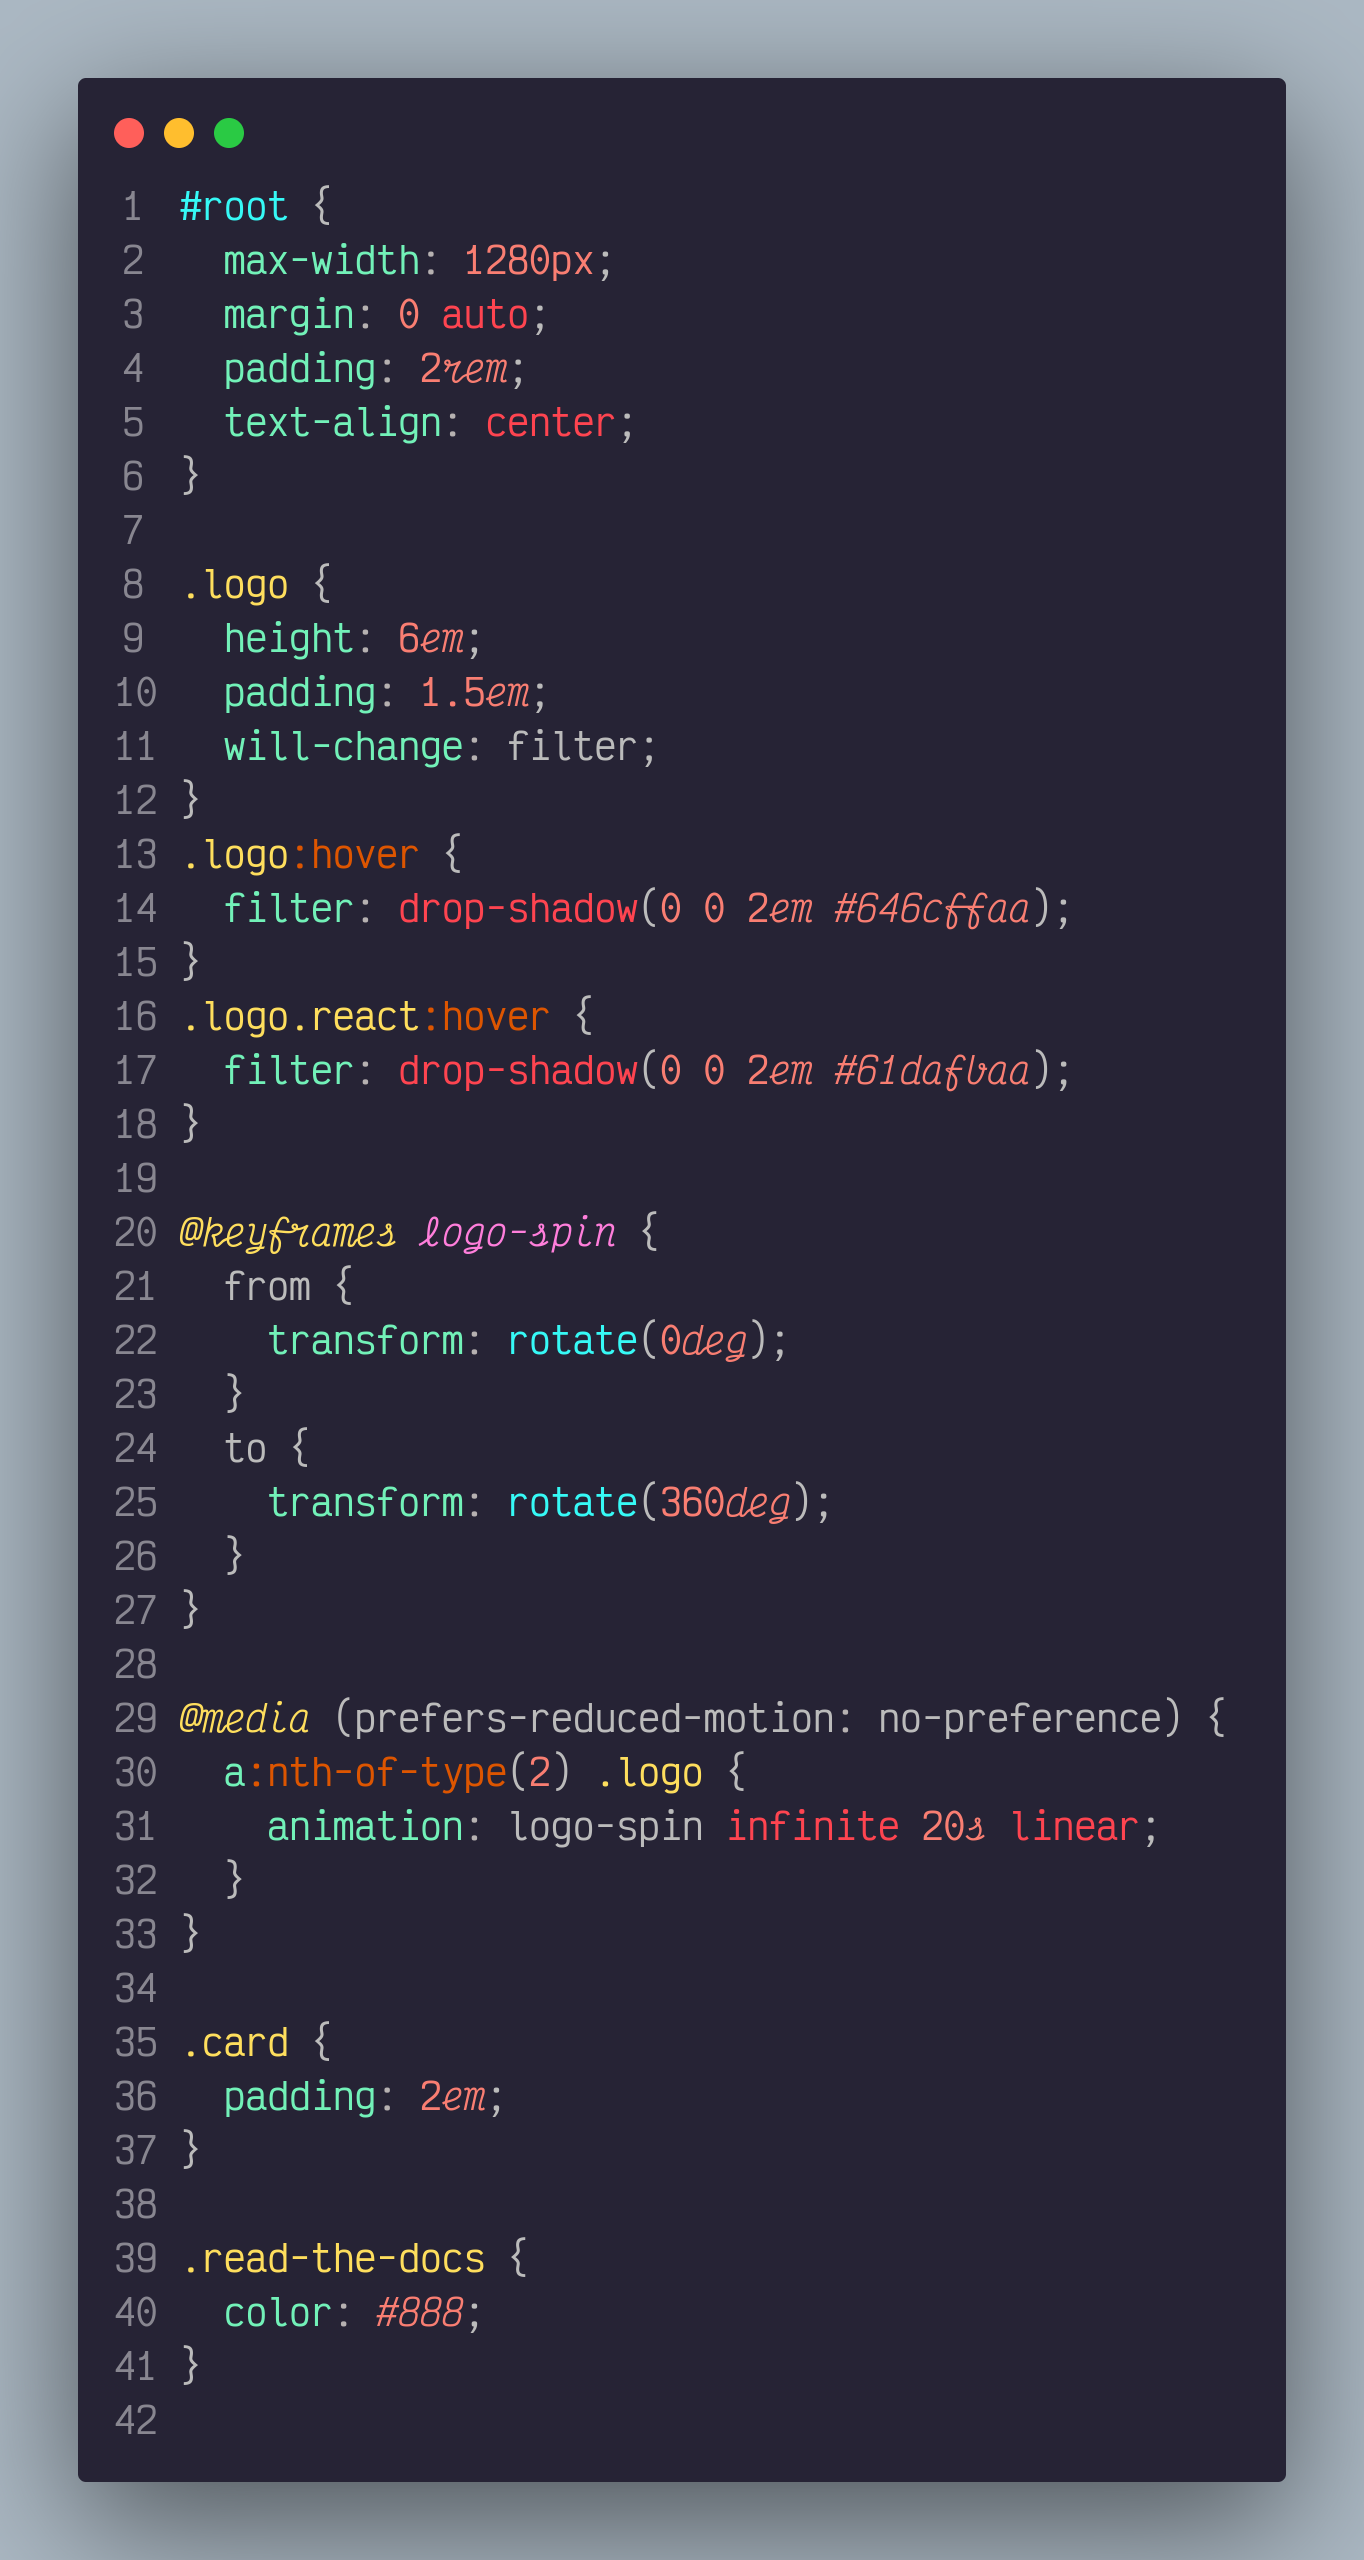 1 #root {
2   max-width: 1280px;
3   margin: 0 auto;
4   padding: 2rem;
5   text-align: center;
6 }
7
8 .logo {
9   height: 6em;
10   padding: 1.5em;
11   will-change: filter;
12 }
13 .logo:hover {
14   filter: drop-shadow(0 0 2em #646cffaa);
15 }
16 .logo.react:hover {
17   filter: drop-shadow(0 0 2em #61dafbaa);
18 }
19
20 @keyframes logo-spin {
21   from {
22     transform: rotate(0deg);
23   }
24   to {
25     transform: rotate(360deg);
26   }
27 }
28
29 @media (prefers-reduced-motion: no-preference) {
30   a:nth-of-type(2) .logo {
31     animation: logo-spin infinite 20s linear;
32   }
33 }
34
35 .card {
36   padding: 2em;
37 }
38
39 .read-the-docs {
40   color: #888;
41 }
42